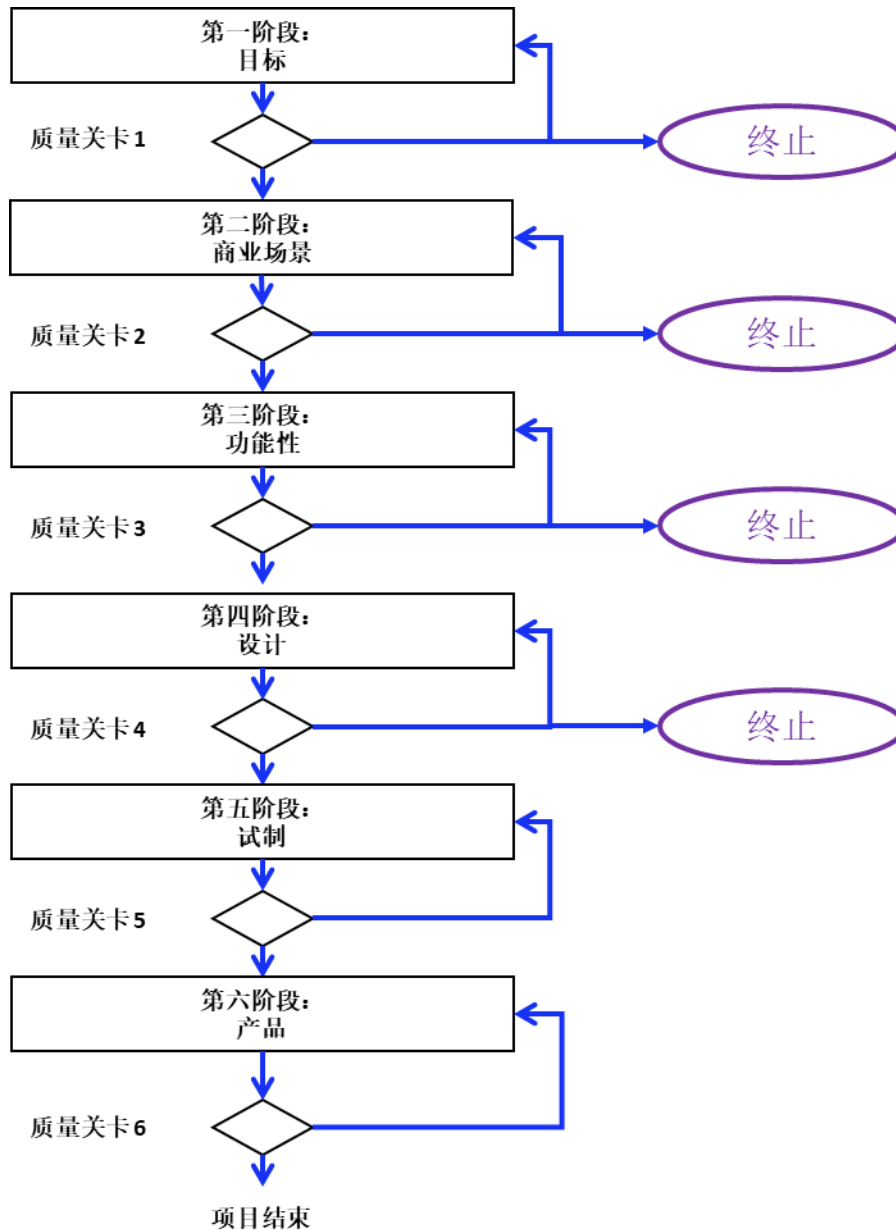 第一阶段：
目标
质量关卡1
终止
第二阶段：
商业场景
质量关卡2
终止
第三阶段：
功能性
质量关卡3
终止
第四阶段：
设计
质量关卡4
终止
第五阶段：
试制
质量关卡5
第六阶段：
产品
质量关卡6
项目结束